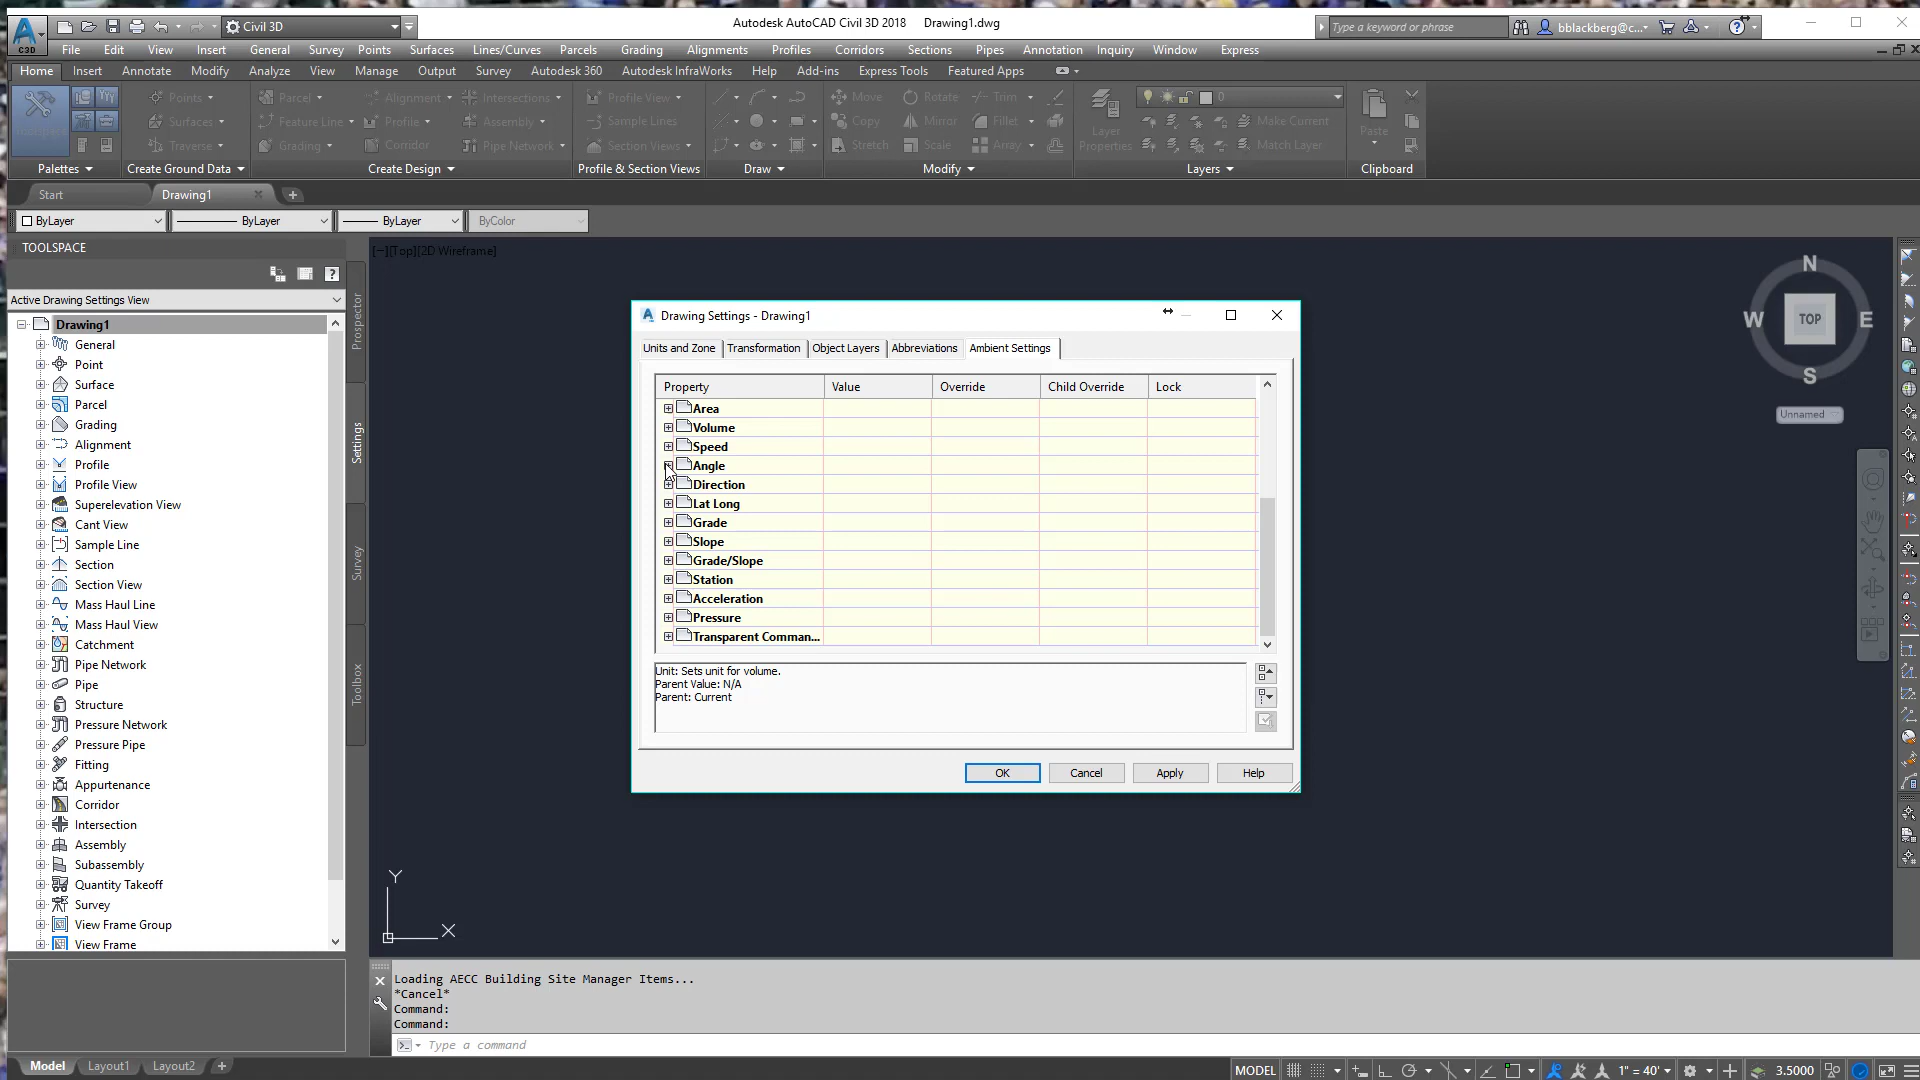 Civil 3D
Autodesk AutoCAD Civil 3D 2018 Drawing1.dwg
Type a keyword or phrase
bblackberg@c...
C3D
File Edit View Insert General Survey Points Surfaces Lines/Curves Parcels Grading Alignments Profiles Corridors Sections Pipes Annotation Inquiry Window Express
Home Insert Annotate Modify Analyze View Manage Output Survey Autodesk 360 Autodesk InfraWorks Help Add-ins Express Tools Featured Apps
Points Parcel Alignment Intersections Profile View Move Rotate Trim 0
Surfaces Feature Line Profile Assembly Sample Lines Copy Mirror Fillet Make Current
Traverse Grading Corridor Pipe Network Section Views Stretch Scale Array Match Layer
Layer
Properties
Paste
Palettes Create Ground Data Create Design Profile & Section Views Draw Modify Layers Clipboard
Start Drawing1
ByLayer ByLayer ByLayer ByColor
TOOLSPACE
[−][Top][2D Wireframe]
Active Drawing Settings View
Drawing1
General
Point
Surface
Parcel
Grading
Alignment
Profile
Profile View
Superelevation View
Cant View
Sample Line
Section
Section View
Mass Haul Line
Mass Haul View
Catchment
Pipe Network
Pipe
Structure
Pressure Network
Pressure Pipe
Fitting
Appurtenance
Corridor
Intersection
Assembly
Subassembly
Quantity Takeoff
Survey
View Frame Group
View Frame
Prospector
Settings
Survey
Toolbox
Drawing Settings - Drawing1
Units and Zone Transformation Object Layers Abbreviations Ambient Settings
Property Value Override Child Override Lock
Area
Volume
Speed
Angle
Direction
Lat Long
Grade
Slope
Grade/Slope
Station
Acceleration
Pressure
Transparent Comman...
Unit: Sets unit for volume.
Parent Value: N/A
Parent: Current
OK Cancel Apply Help
N
W TOP E
S
Unnamed
Y
X
Loading AECC Building Site Manager Items...
*Cancel*
Command:
Command:
Type a command
Model Layout1 Layout2 +
MODEL 1" = 40' 3.5000